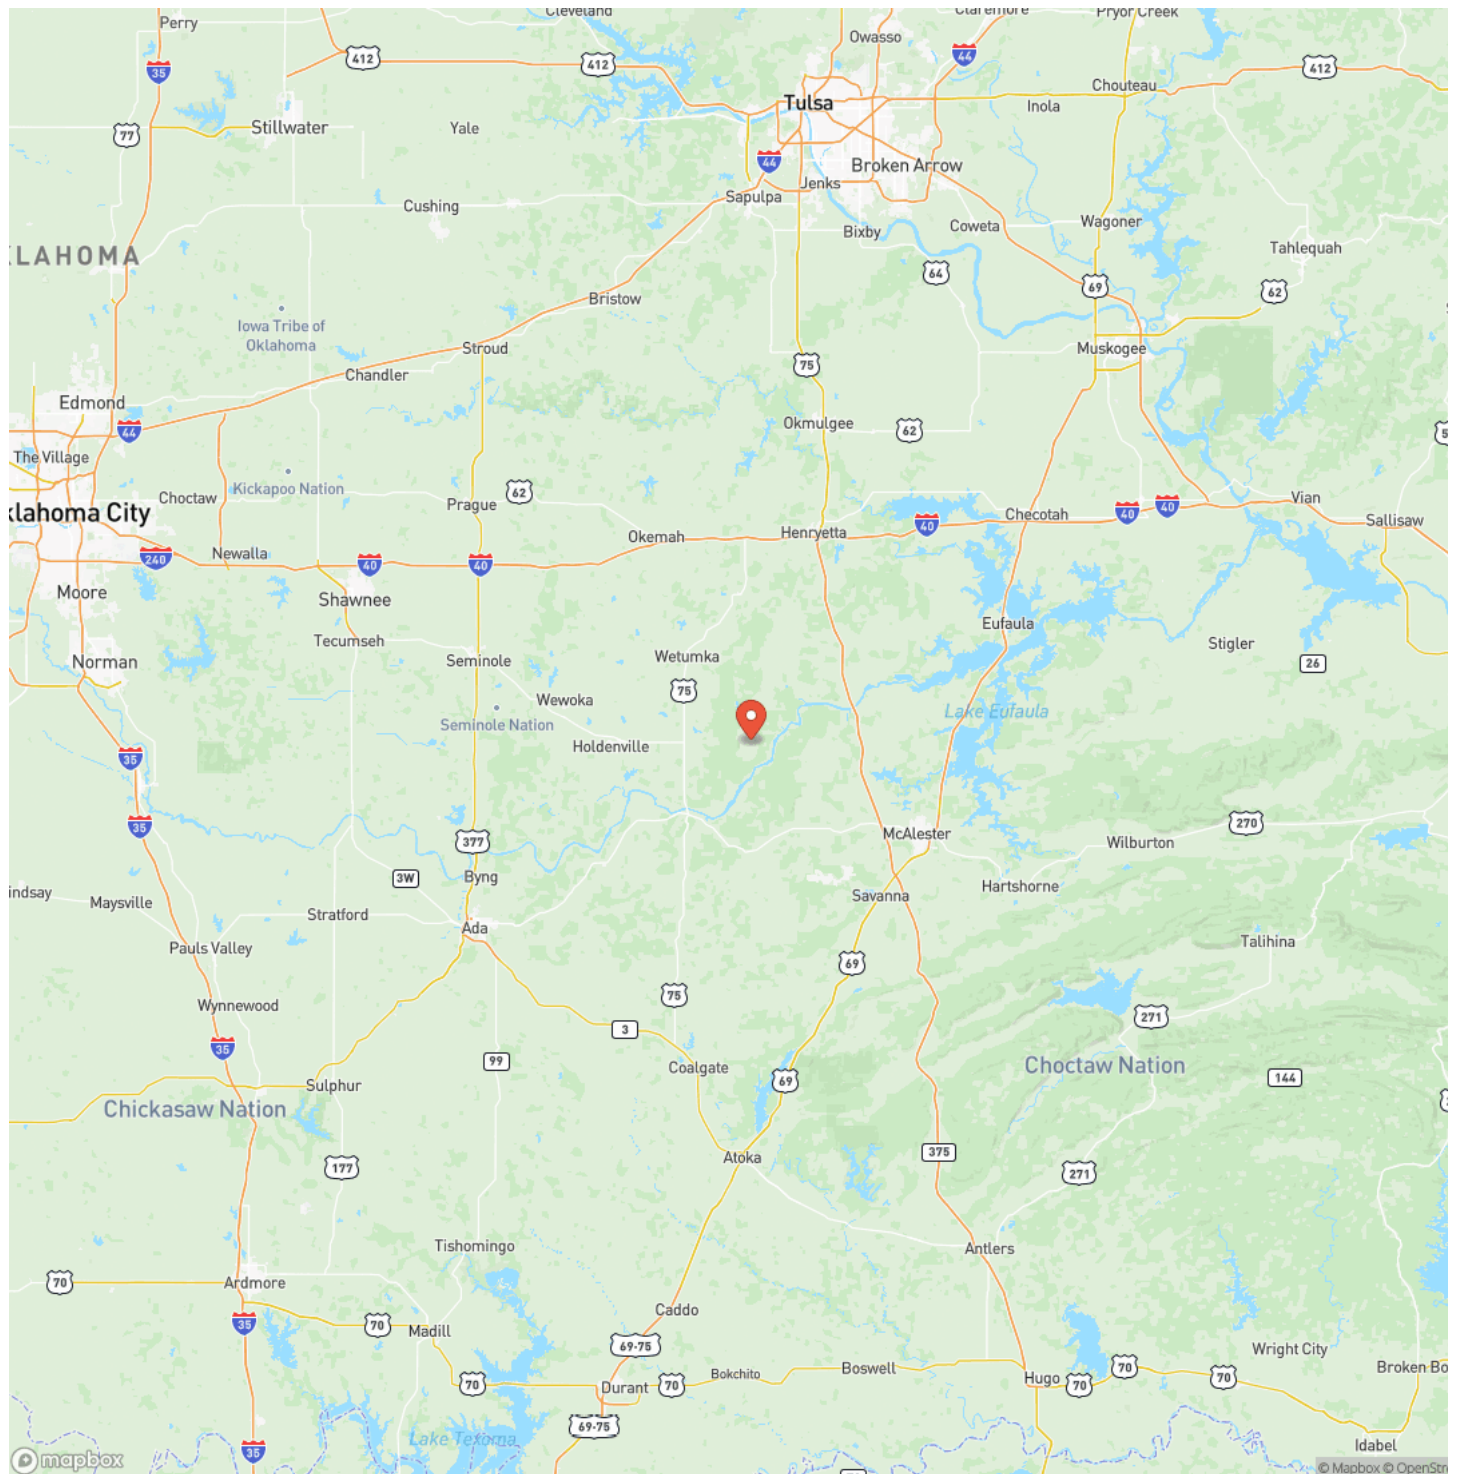 Cleveland
Claremore
Pryor Creek
Perry
Owasso
412
412
44
412
35
Chouteau
Tulsa
Inola
77
Stillwater
Yale
44
Broken Arrow
Jenks
Sapulpa
Cushing
Bixby
Coweta
Wagoner
Tahlequah
KLAHOMA
64
69
62
Bristow
Iowa Tribe of
Oklahoma
Stroud
Muskogee
75
Chandler
Edmond
44
Okmulgee
62
5
The Village
Kickapoo Nation
Choctaw
62
Prague
Vian
40
40
klahoma City
Checotah
Sallisaw
40
Henryetta
Okemah
Newalla
240
40
40
Moore
Shawnee
Eufaula
Tecumseh
Stigler
Norman
Seminole
Wetumka
26
75
Wewoka
Lake Eufaula
Seminole Nation
Holdenville
35
35
270
McAlester
377
Wilburton
3W
Byng
Hartshorne
indsay
Maysville
Savanna
Stratford
Ada
Talihina
Pauls Valley
69
75
Wynnewood
271
3
35
99
Coalgate
Choctaw Nation
69
144
Sulphur
Chickasaw Nation
375
Atoka
177
271
Tishomingo
Antlers
70
Ardmore
Caddo
35
70
Madill
69-75
Wright City
Boswell
70
Broken Bo
Bokchito
70
Durant
70
Hugo
70
70
69-75
Lake Texoma
Idabel
35
mapbox
© Mapbox © OpenStre